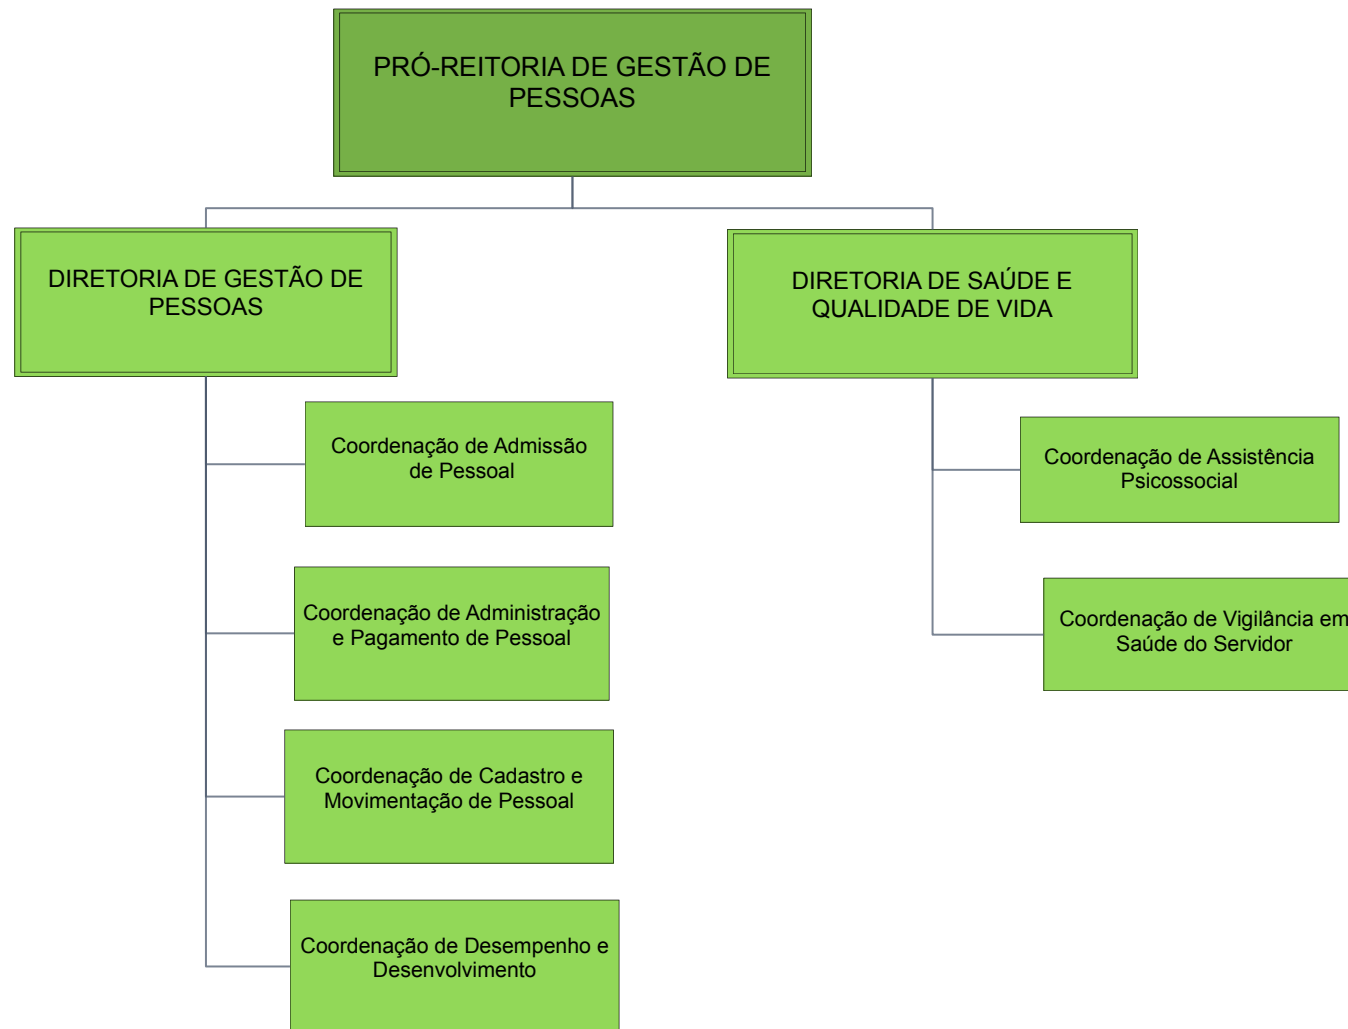 PRÓ-REITORIA DE GESTÃO DE
PESSOAS
DIRETORIA DE GESTÃO DE
PESSOAS
DIRETORIA DE SAÚDE E
QUALIDADE DE VIDA
Coordenação de Admissão
de Pessoal
Coordenação de Administração
e Pagamento de Pessoal
Coordenação de Cadastro e
Movimentação de Pessoal
Coordenação de Desempenho e
Desenvolvimento
Coordenação de Assistência
Psicossocial
Coordenação de Vigilância em
Saúde do Servidor